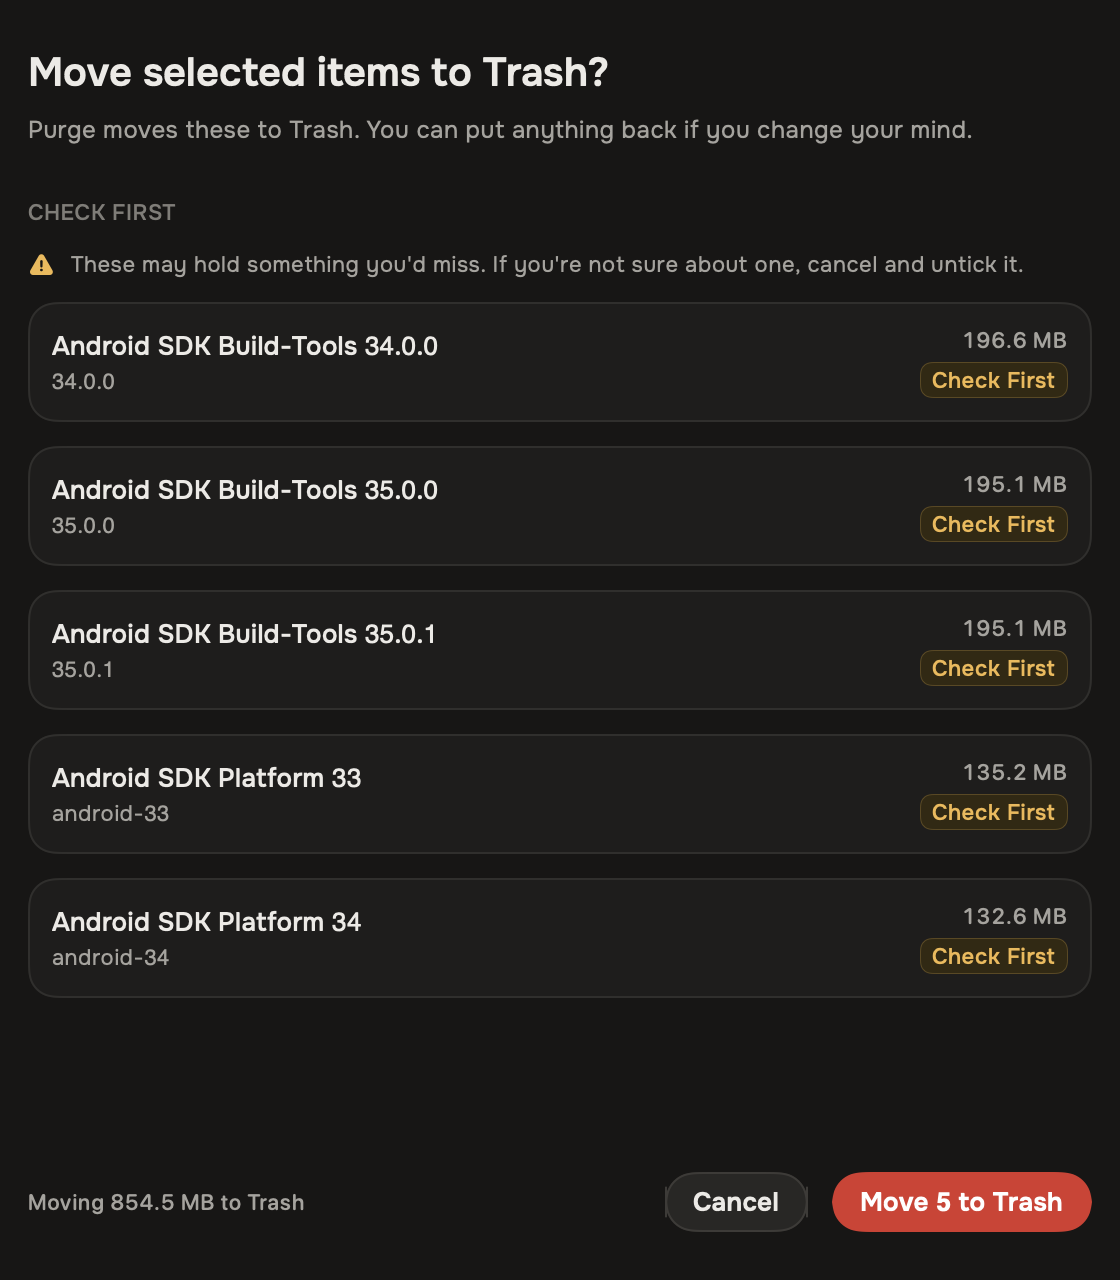 Move selected items to Trash?
Purge moves these to Trash. You can put anything back if you change your mind.
CHECK FIRST
These may hold something you'd miss. If you're not sure about one, cancel and untick it.
Android SDK Build-Tools 34.0.0
196.6 MB
34.0.0
Check First
Android SDK Build-Tools 35.0.0
195.1 MB
35.0.0
Check First
Android SDK Build-Tools 35.0.1
195.1 MB
35.0.1
Check First
Android SDK Platform 33
135.2 MB
android-33
Check First
Android SDK Platform 34
132.6 MB
android-34
Check First
Moving 854.5 MB to Trash
Cancel
Move 5 to Trash